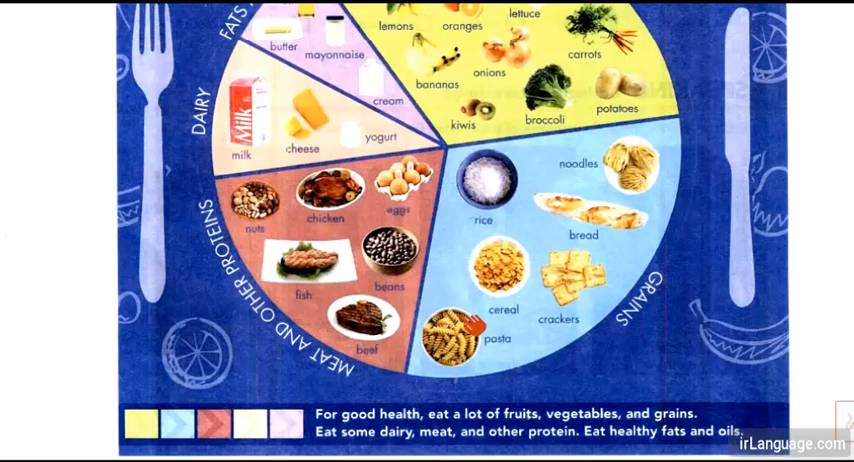 FATS
butter
mayonnaise
cream
lemons
oranges
lettuce
carrots
bananas
onions
kiwis
broccoli
potatoes
DAIRY
milk
Milk
cheese
yogurt
MEAT AND OTHER PROTEINS
nuts
chicken
eggs
fish
beans
beef
GRAINS
rice
noodles
bread
cereal
crackers
pasta
For good health, eat a lot of fruits, vegetables, and grains.
Eat some dairy, meat, and other protein. Eat healthy fats and oils.
irLanguage.com